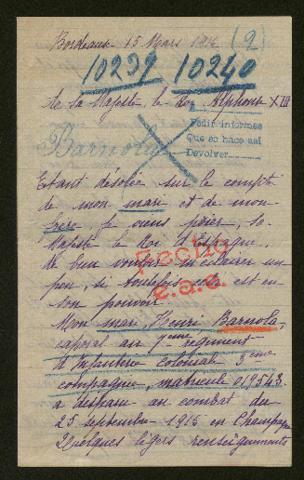 Bordeaux 15 Mars 1916 (2)
10239 10240
A sa Majesté, le Roi Alphonse XIII
Pedir informes
Que se hace así
Devolver
Barnola
Etant désolée sur le compte
de mon mari et de mon
frère je viens prier, sa
Majesté le Roi d'Espagne,
de bien vouloir m'éclairer un
peu, si toutefois cela est en
son pouvoir.
Hecho
e.a.a.
Mon mari, Henri Barnola,
caporal au 7eme régiment
d'Infanterie coloniale 3eme
compagnie, matricule 019543.
a disparu au combat du
25 septembre 1915 en Champagne
Quelques légers renseignements